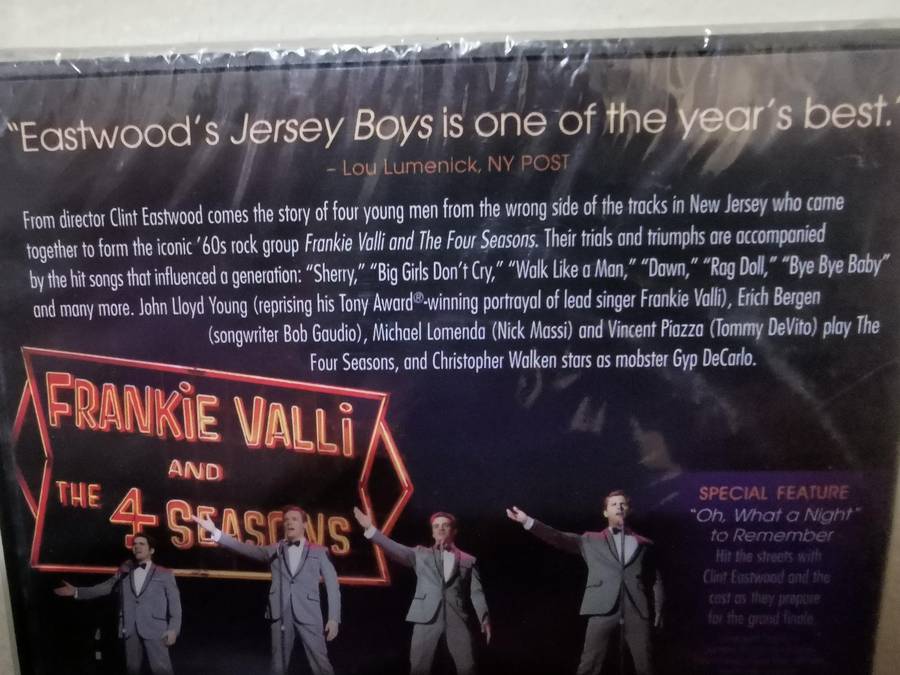 "Eastwood's Jersey Boys is one of the year's best."
– Lou Lumenick, NY POST
From director Clint Eastwood comes the story of four young men from the wrong side of the tracks in New Jersey who came
together to form the iconic '60s rock group Frankie Valli and The Four Seasons. Their trials and triumphs are accompanied
by the hit songs that influenced a generation: "Sherry," "Big Girls Don't Cry," "Walk Like a Man," "Dawn," "Rag Doll," "Bye Bye Baby"
and many more. John Lloyd Young (reprising his Tony Award®-winning portrayal of lead singer Frankie Valli), Erich Bergen
(songwriter Bob Gaudio), Michael Lomenda (Nick Massi) and Vincent Piazza (Tommy DeVito) play The
Four Seasons, and Christopher Walken stars as mobster Gyp DeCarlo.
FRANKiE VALLi
AND
THE 4 SEASONS
SPECIAL FEATURE
"Oh, What a Night"
to Remember
Hit the streets with
Clint Eastwood and the
cast as they prepare
for the grand finale